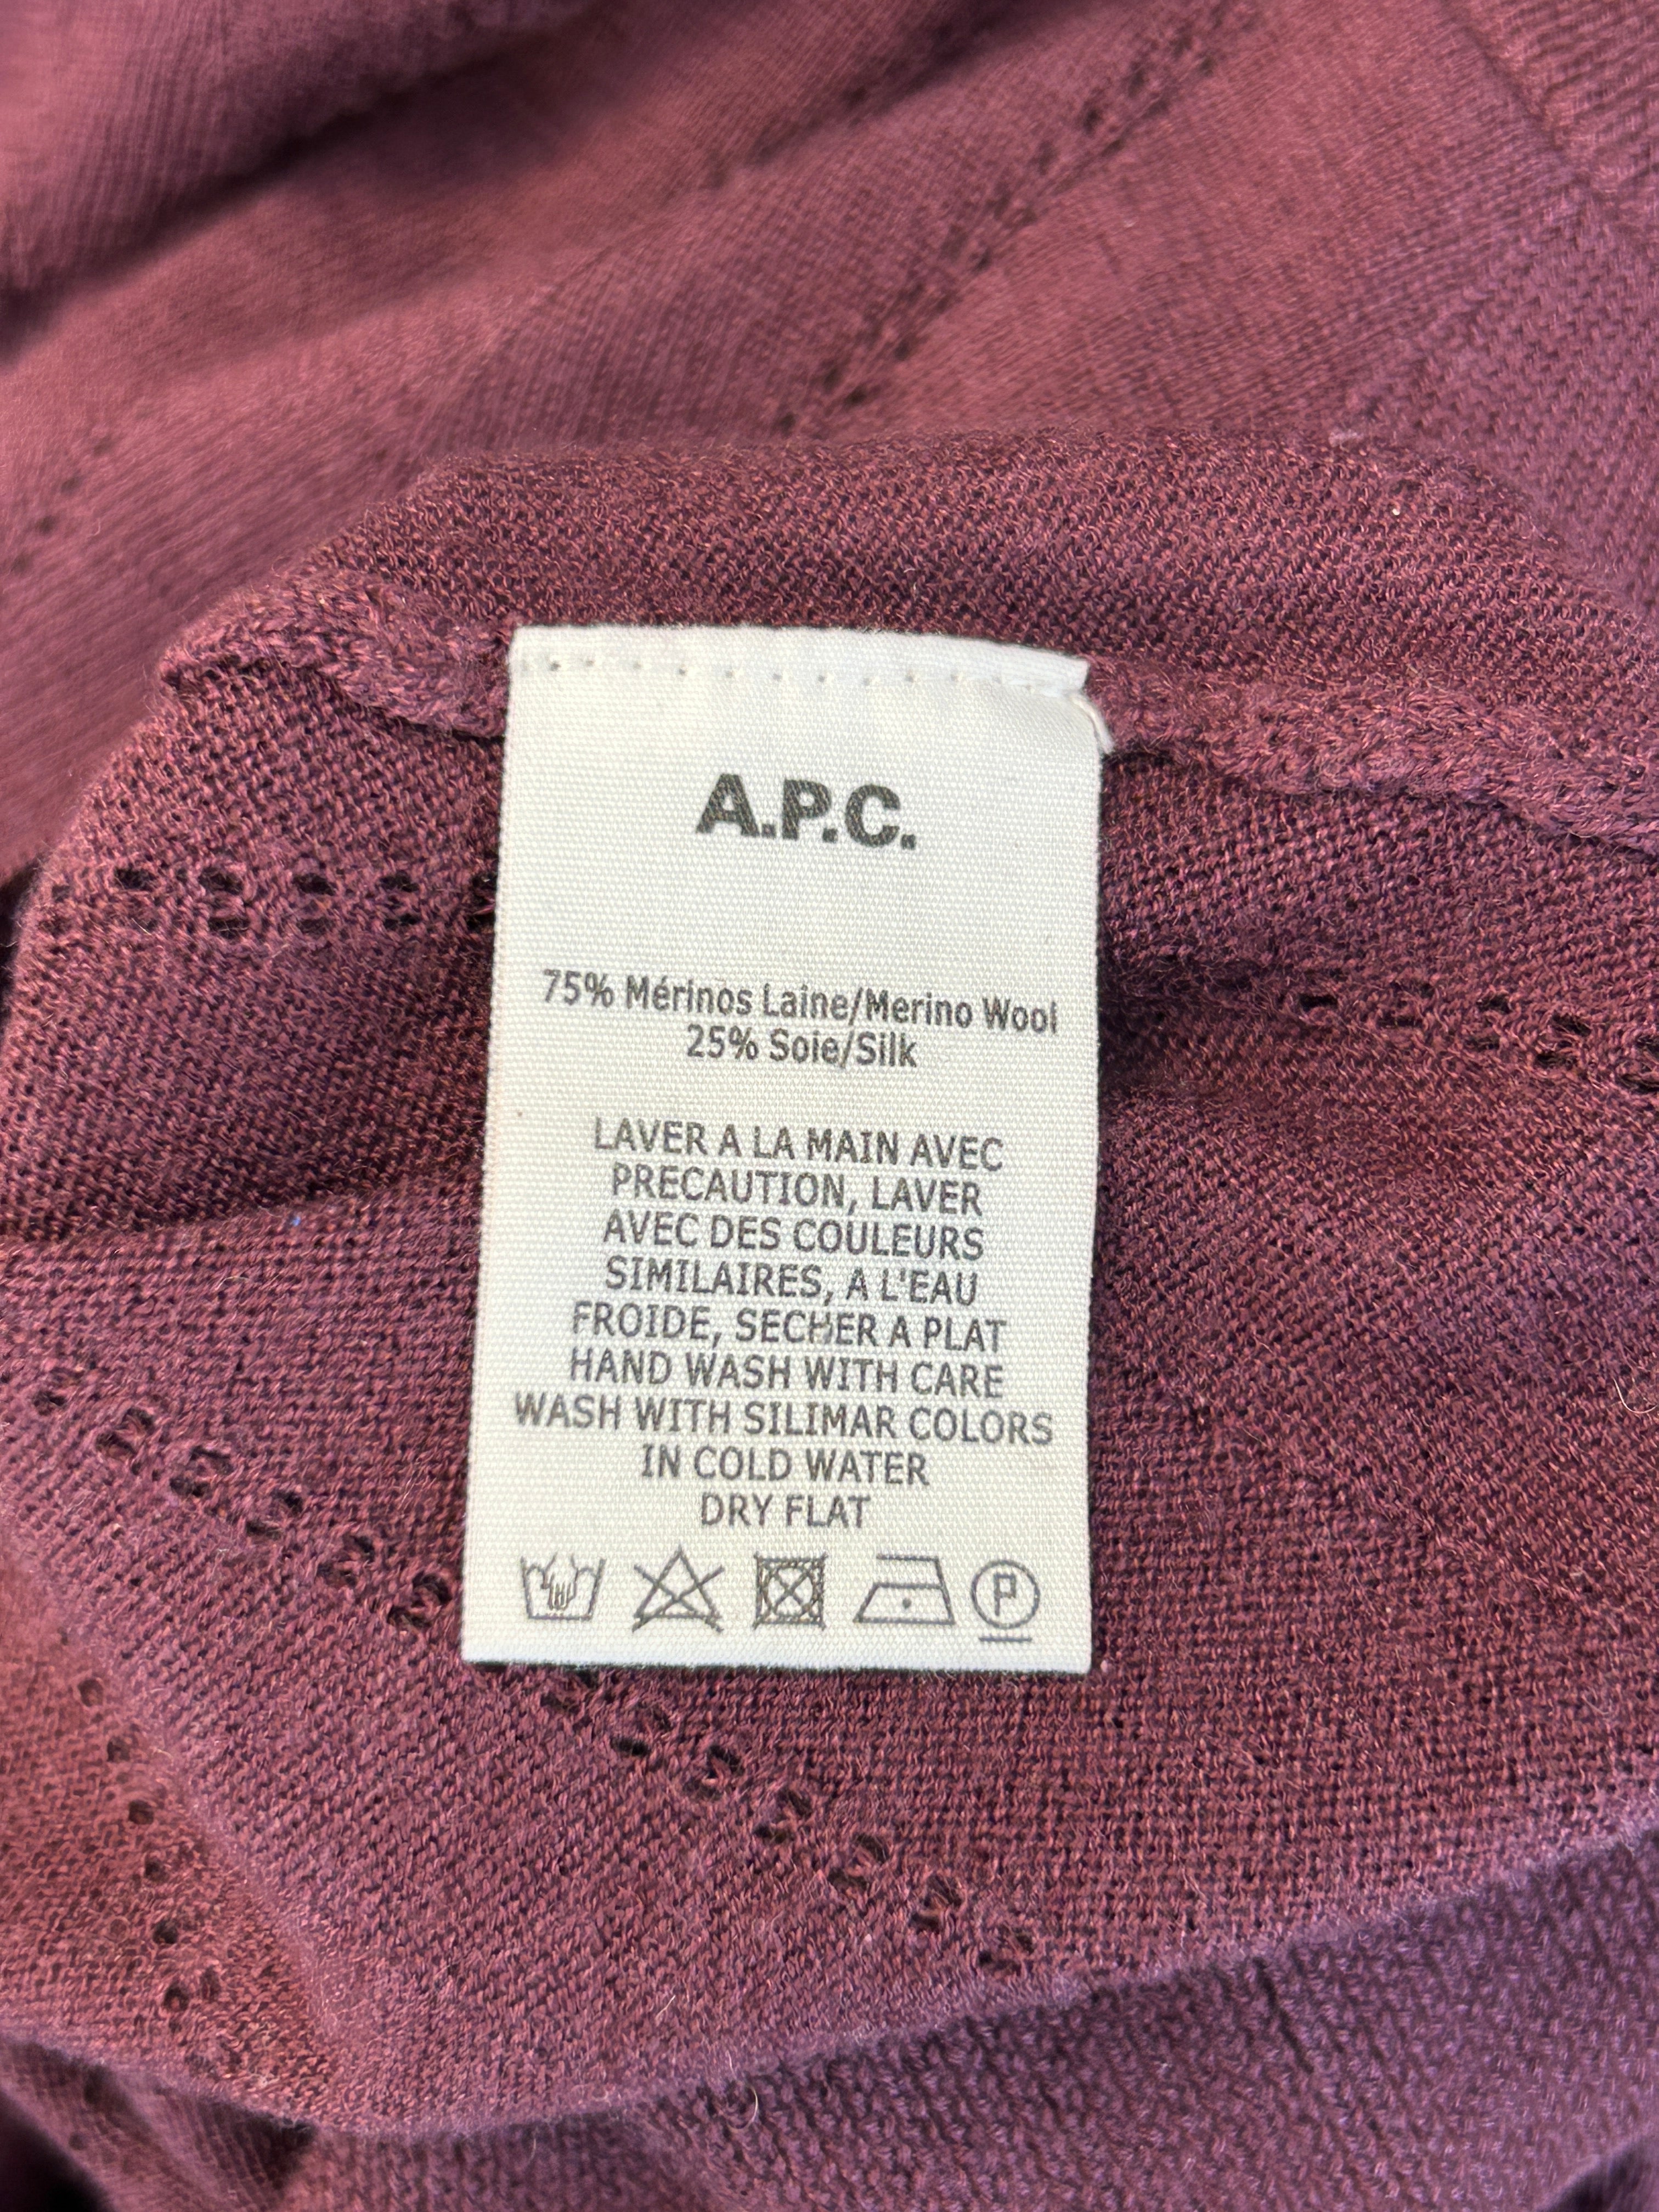 A.P.C.
75% Mérinos Laine/Merino Wool
25% Soie/Silk
LAVER A LA MAIN AVEC
PRECAUTION, LAVER
AVEC DES COULEURS
SIMILAIRES, A L'EAU
FROIDE, SECHER A PLAT
HAND WASH WITH CARE
WASH WITH SILIMAR COLORS
IN COLD WATER
DRY FLAT
P